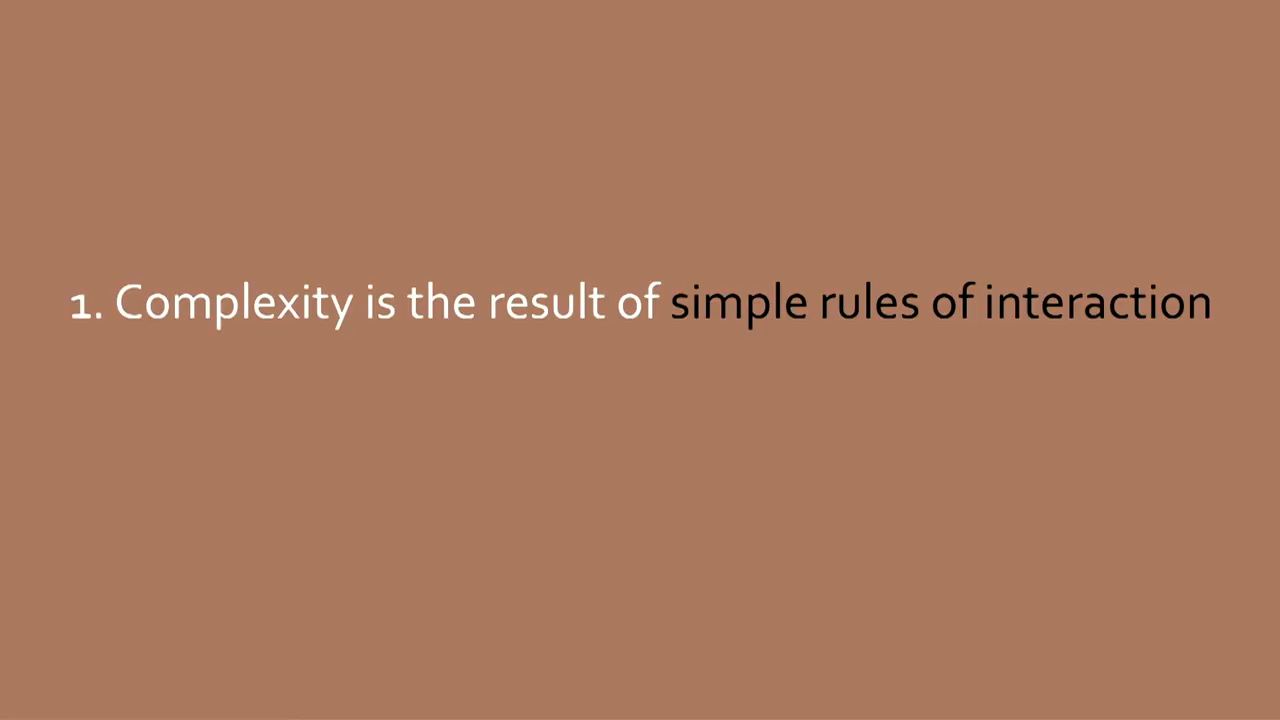 1. Complexity is the result of simple rules of interaction